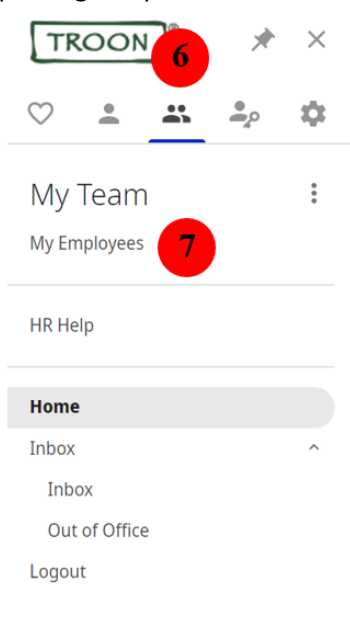 TROON®
6
My Team
My Employees
7
HR Help
Home
Inbox
Inbox
Out of Office
Logout